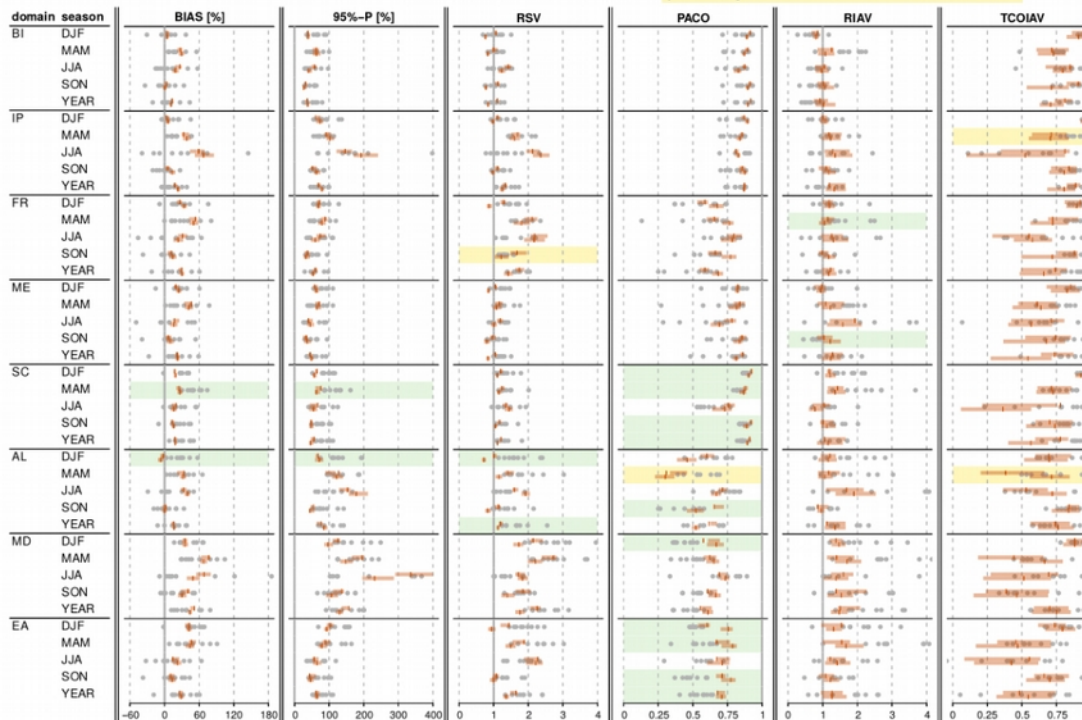 domain season BIAS [%] 95%-P [%] RSV PACO RIAV TCOIAV
BI DJF
MAM
JJA
SON
YEAR
IP DJF
MAM
JJA
SON
YEAR
FR DJF
MAM
JJA
SON
YEAR
ME DJF
MAM
JJA
SON
YEAR
SC DJF
MAM
JJA
SON
YEAR
AL DJF
MAM
JJA
SON
YEAR
MD DJF
MAM
JJA
SON
YEAR
EA DJF
MAM
JJA
SON
YEAR
-60 0 60 120 180 0 100 200 300 400 0 1 2 3 4 0 0.25 0.5 0.75 1 0 1 2 3 4 0 0.25 0.5 0.75